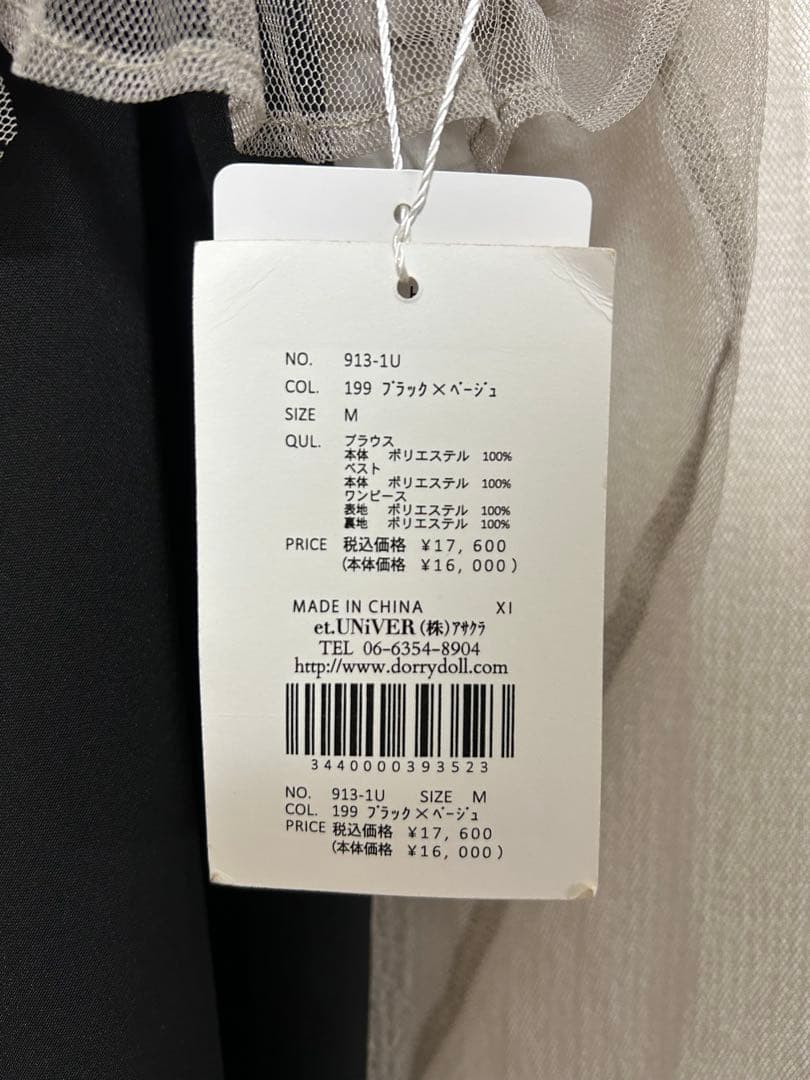 NO. 913-1U
COL. 199 ﾌﾞﾗｯｸ×ﾍﾞｰｼﾞｭ
SIZE M
QUL. ブラウス
本体 ポリエステル 100%
ベスト
本体 ポリエステル 100%
ワンピース
表地 ポリエステル 100%
裏地 ポリエステル 100%
PRICE 税込価格 ¥17,600
(本体価格 ¥16,000)
MADE IN CHINA XI
et.UNiVER(株)ｱｻｸﾗ
TEL 06-6354-8904
http://www.dorrydoll.com
3440000393523
NO. 913-1U SIZE M
COL. 199 ﾌﾞﾗｯｸ×ﾍﾞｰｼﾞｭ
PRICE 税込価格 ¥17,600
(本体価格 ¥16,000)